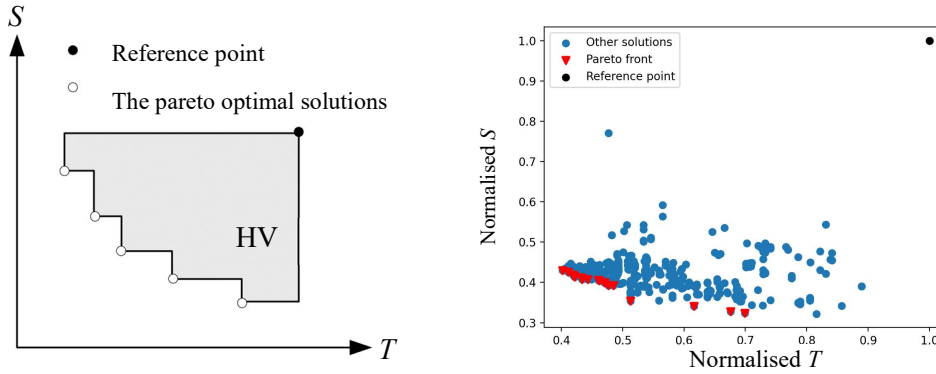 S
Reference point
The pareto optimal solutions
HV
T
Other solutions
Pareto front
Reference point
1.0
0.9
0.8
0.7
0.6
0.5
0.4
0.3
Normalised S
0.4 0.5 0.6 0.7 0.8 0.9 1.0
Normalised T